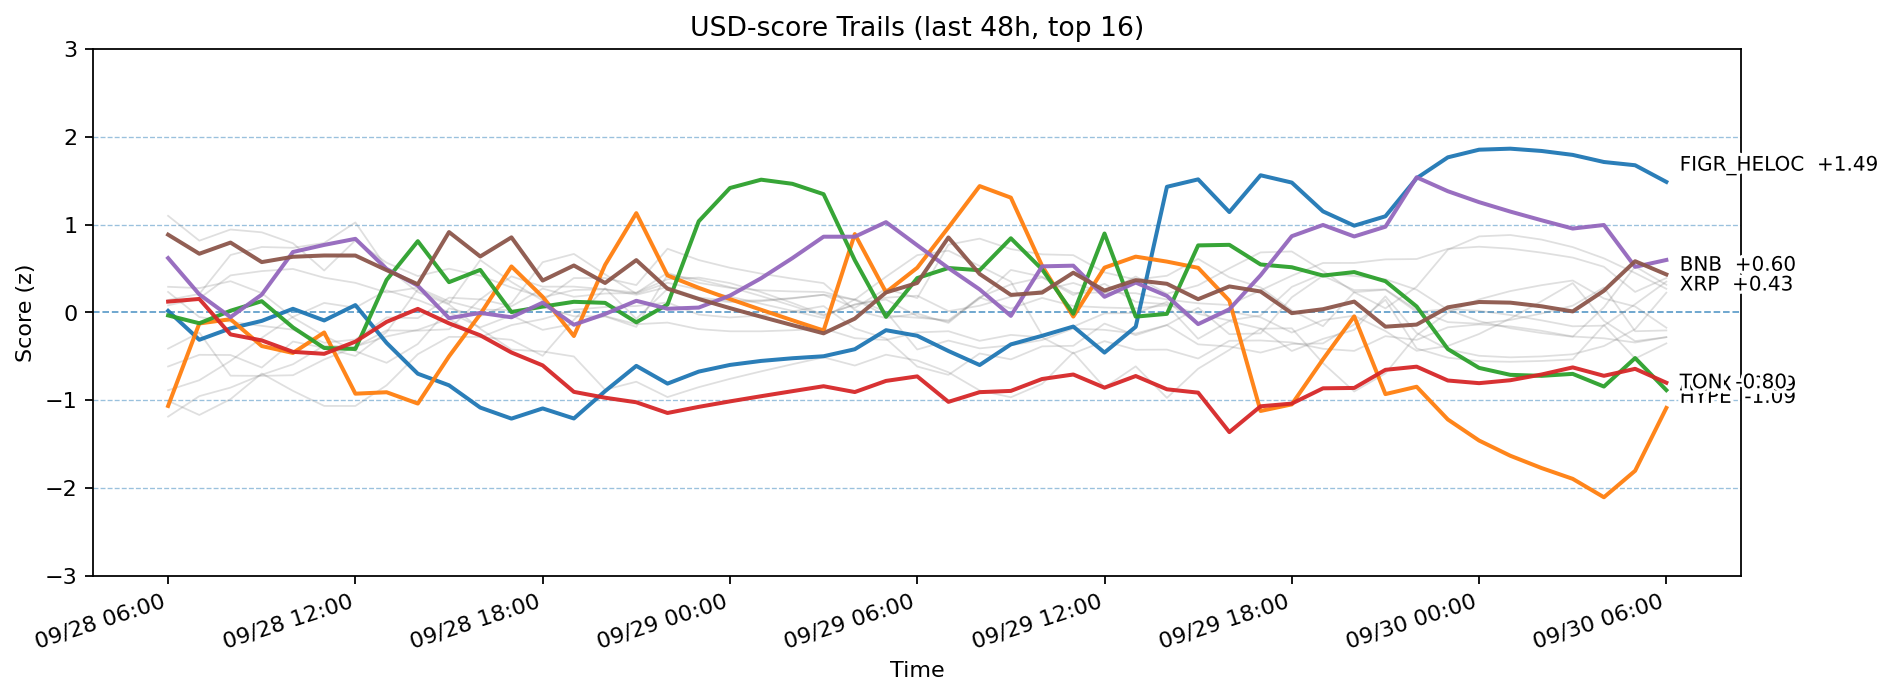 USD-score Trails (last 48h, top 16)
Score (z)
3
2
1
0
−1
−2
−3
FIGR_HELOC +1.49
BNB +0.60
XRP +0.43
TON -0.80
HYPE -1.09
09/28 06:00
09/28 12:00
09/28 18:00
09/29 00:00
09/29 06:00
09/29 12:00
09/29 18:00
09/30 00:00
09/30 06:00
Time